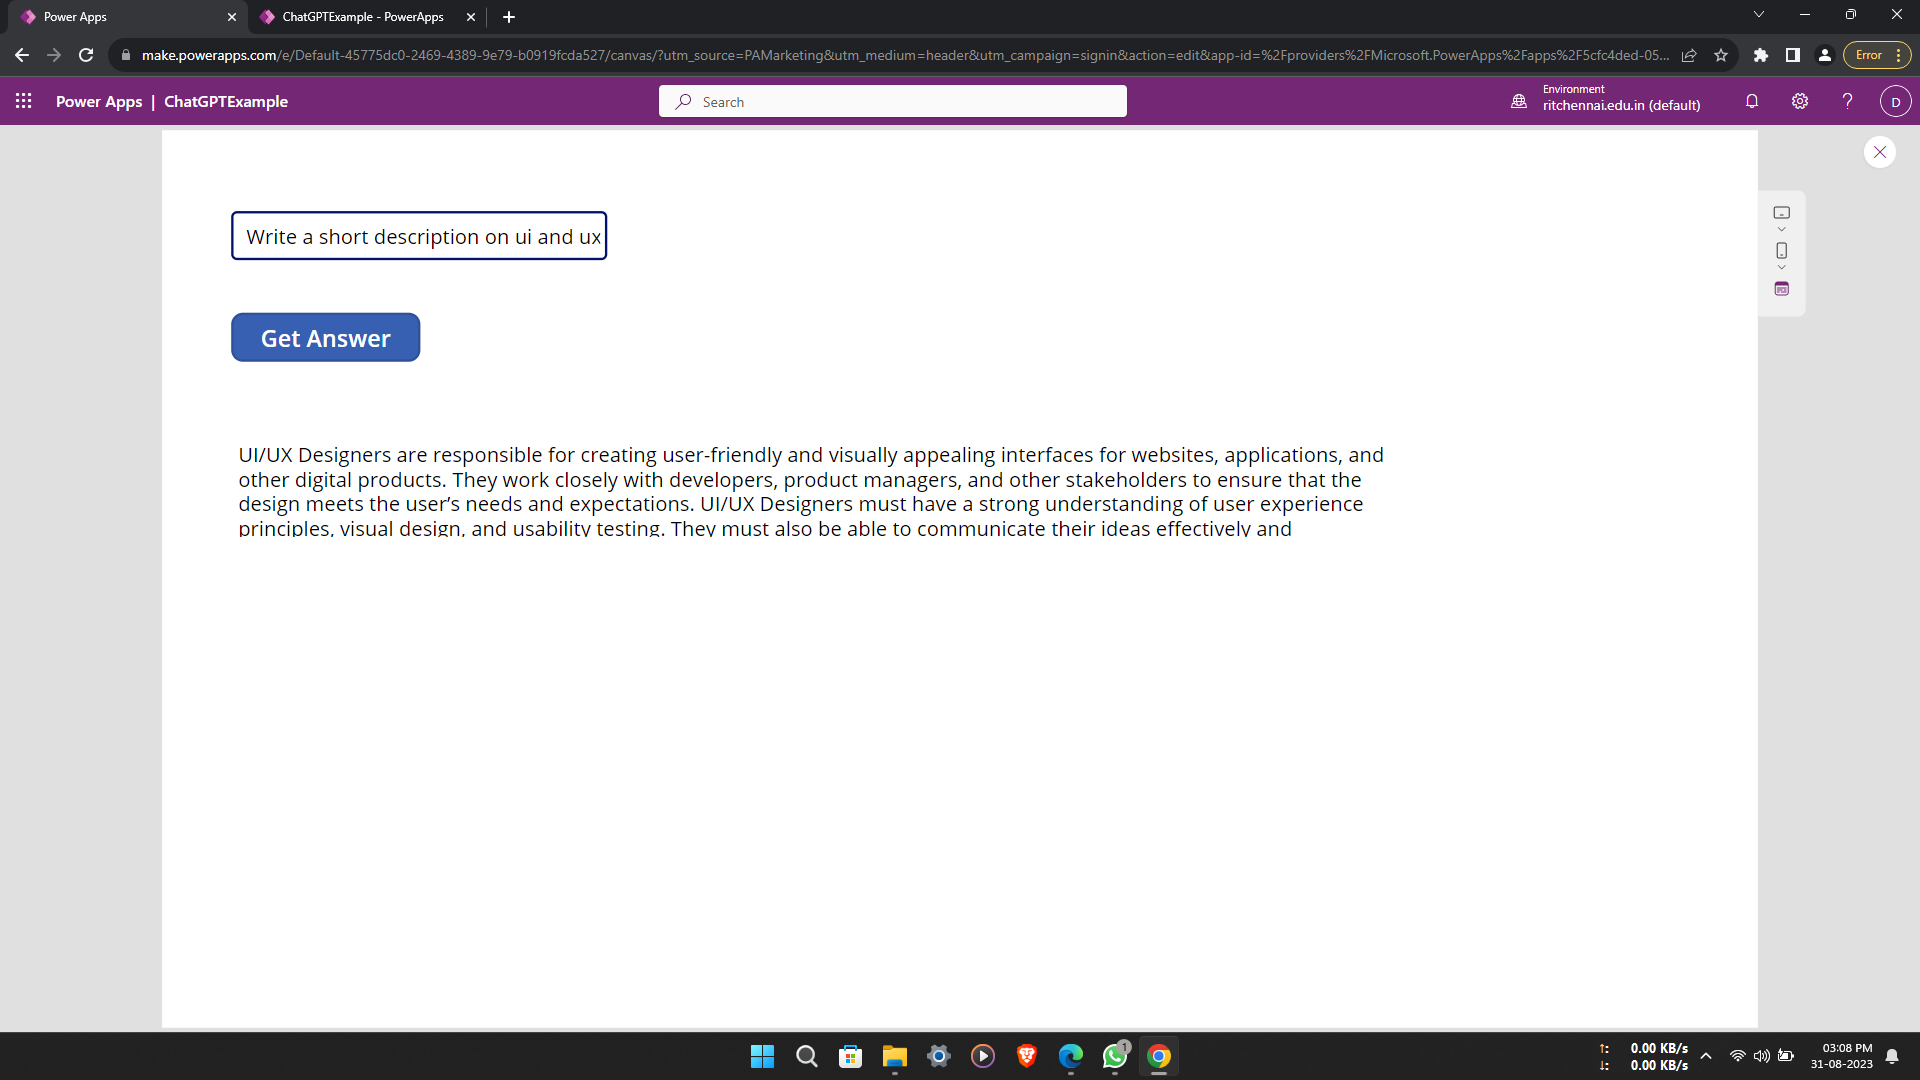 Power Apps
ChatGPTExample - PowerApps
make.powerapps.com/e/Default-45775dc0-2469-4389-9e79-b0919fcda527/canvas/?utm_source=PAMarketing&utm_medium=header&utm_campaign=signin&action=edit&app-id=%2Fproviders%2FMicrosoft.PowerApps%2Fapps%2F5cfc4ded-05...
Error
Power Apps | ChatGPTExample
Search
Environment
ritchennai.edu.in (default)
?
D
Write a short description on ui and ux
Get Answer
UI/UX Designers are responsible for creating user-friendly and visually appealing interfaces for websites, applications, and
other digital products. They work closely with developers, product managers, and other stakeholders to ensure that the
design meets the user’s needs and expectations. UI/UX Designers must have a strong understanding of user experience
principles, visual design, and usability testing. They must also be able to communicate their ideas effectively and
1
0.00 KB/s
0.00 KB/s
03:08 PM
31-08-2023